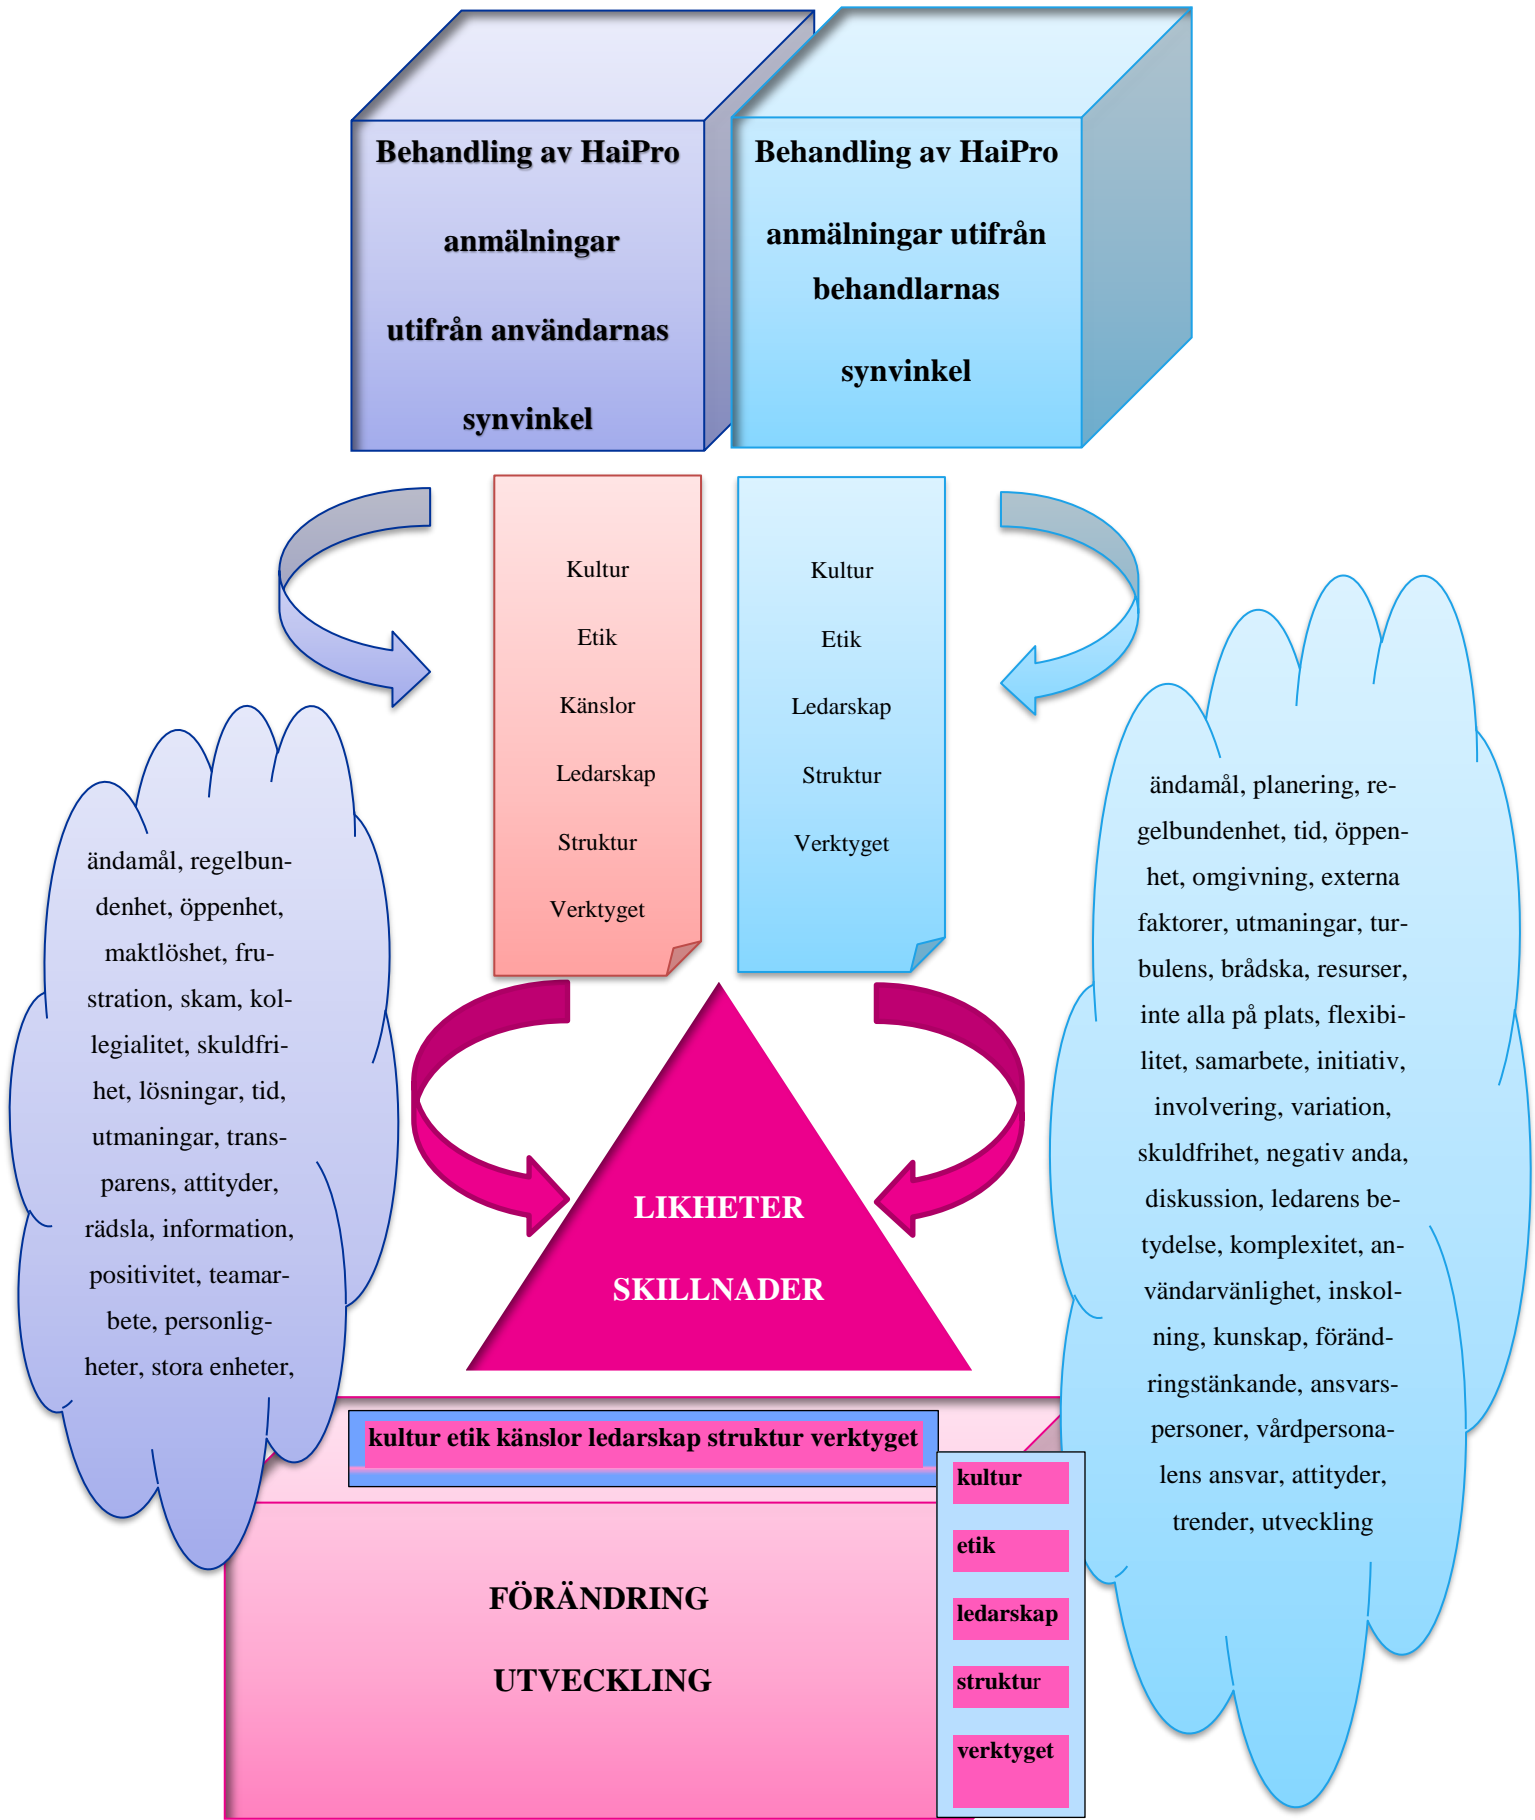 Behandling av HaiPro
anmälningar
utifrån användarnas
synvinkel
Behandling av HaiPro
anmälningar utifrån
behandlarnas
synvinkel
Kultur
Etik
Känslor
Ledarskap
Struktur
Verktyget
Kultur
Etik
Ledarskap
Struktur
Verktyget
ändamål, regelbun-
denhet, öppenhet,
maktlöshet, fru-
stration, skam, kol-
legialitet, skuldfri-
het, lösningar, tid,
utmaningar, trans-
parens, attityder,
rädsla, information,
positivitet, teamar-
bete, personlig-
heter, stora enheter,
ändamål, planering, re-
gelbundenhet, tid, öppen-
het, omgivning, externa
faktorer, utmaningar, tur-
bulens, brådska, resurser,
inte alla på plats, flexibi-
litet, samarbete, initiativ,
involvering, variation,
skuldfrihet, negativ anda,
diskussion, ledarens be-
tydelse, komplexitet, an-
vändarvänlighet, inskol-
ning, kunskap, föränd-
ringstänkande, ansvars-
personer, vårdpersona-
lens ansvar, attityder,
trender, utveckling
LIKHETER
SKILLNADER
kultur etik känslor ledarskap struktur verktyget
kultur
etik
ledarskap
struktur
verktyget
FÖRÄNDRING
UTVECKLING